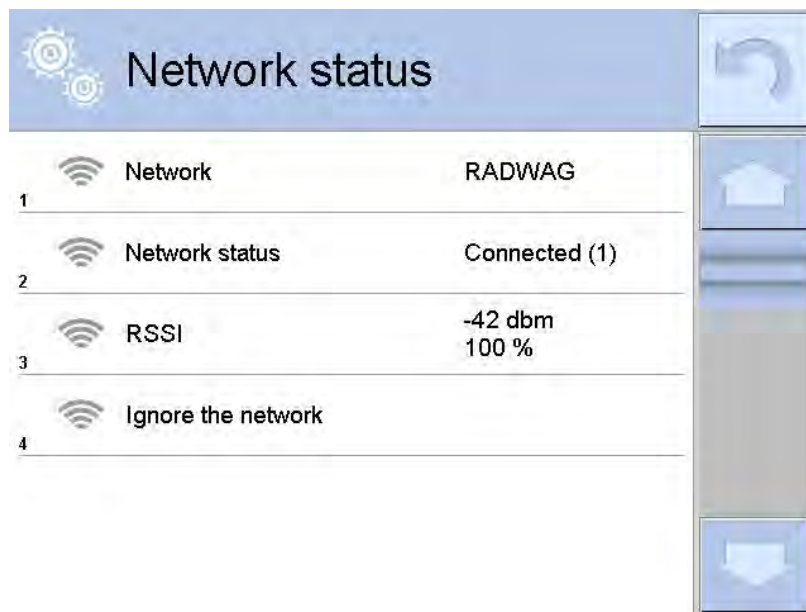 Network status
1 Network RADWAG
2 Network status Connected (1)
3 RSSI -42 dbm
100 %
4 Ignore the network